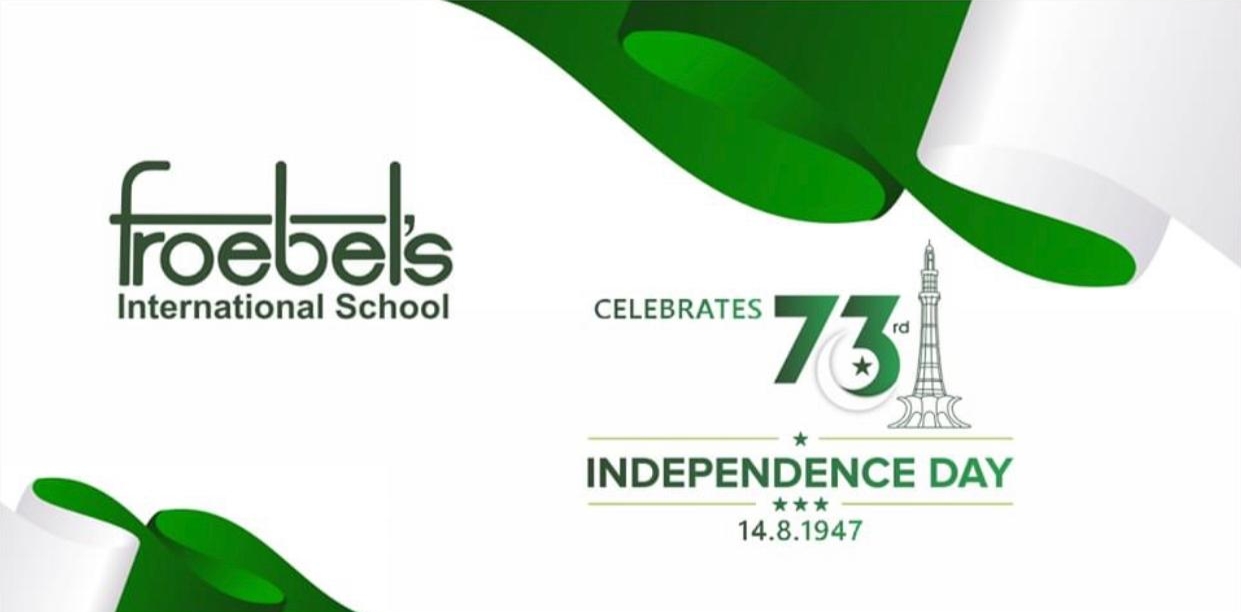 froebel's
International School
CELEBRATES 73rd
INDEPENDENCE DAY
14.8.1947